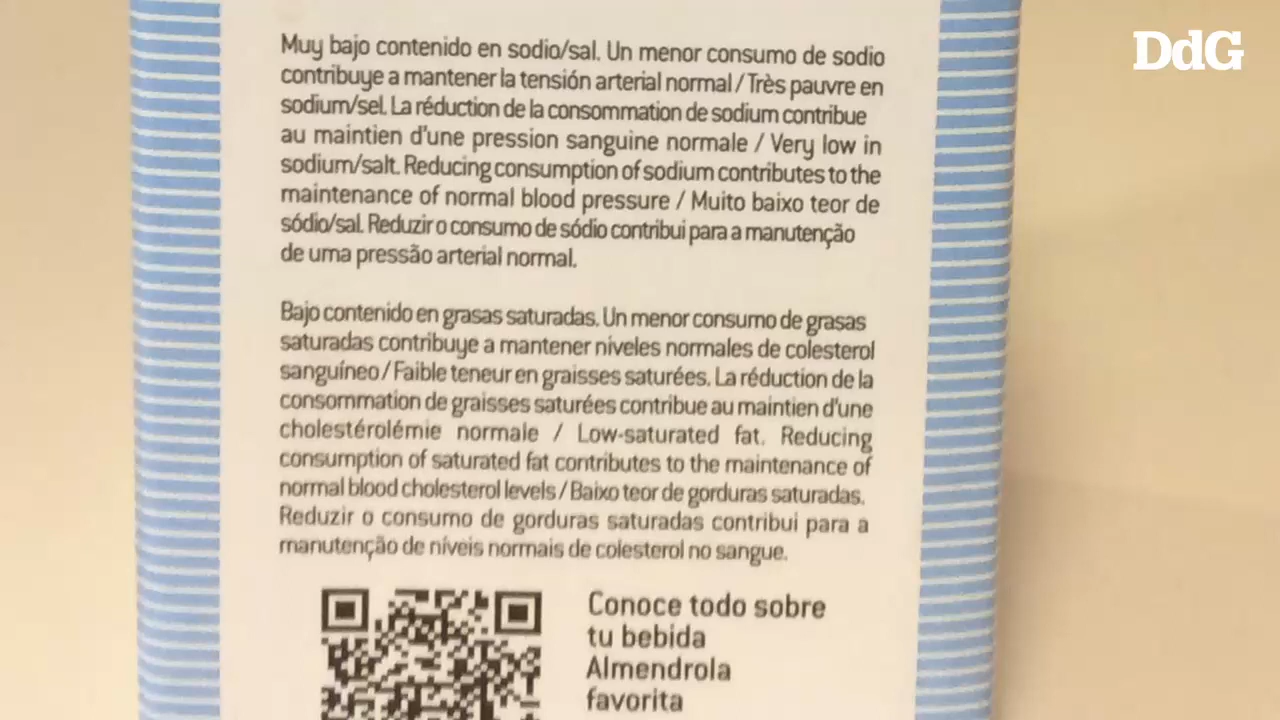 DdG
Muy bajo contenido en sodio/sal. Un menor consumo de sodio
contribuye a mantener la tensión arterial normal / Très pauvre en
sodium/sel. La réduction de la consommation de sodium contribue
au maintien d'une pression sanguine normale / Very low in
sodium/salt. Reducing consumption of sodium contributes to the
maintenance of normal blood pressure / Muito baixo teor de
sódio/sal. Reduzir o consumo de sódio contribui para a manutenção
de uma pressão arterial normal.
Bajo contenido en grasas saturadas. Un menor consumo de grasas
saturadas contribuye a mantener niveles normales de colesterol
sanguíneo / Faible teneur en graisses saturées. La réduction de la
consommation de graisses saturées contribue au maintien d'une
cholestérolémie normale / Low-saturated fat. Reducing
consumption of saturated fat contributes to the maintenance of
normal blood cholesterol levels / Baixo teor de gorduras saturadas.
Reduzir o consumo de gorduras saturadas contribui para a
manutenção de níveis normais de colesterol no sangue.
Conoce todo sobre
tu bebida
Almendrola
favorita